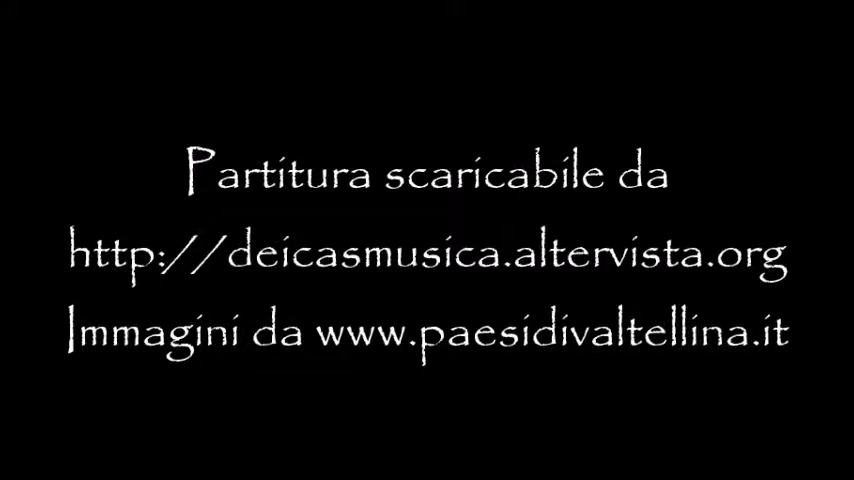 Partitura scaricabile da
http://deicasmusica.altervista.org
Immagini da www.paesidivaltellina.it